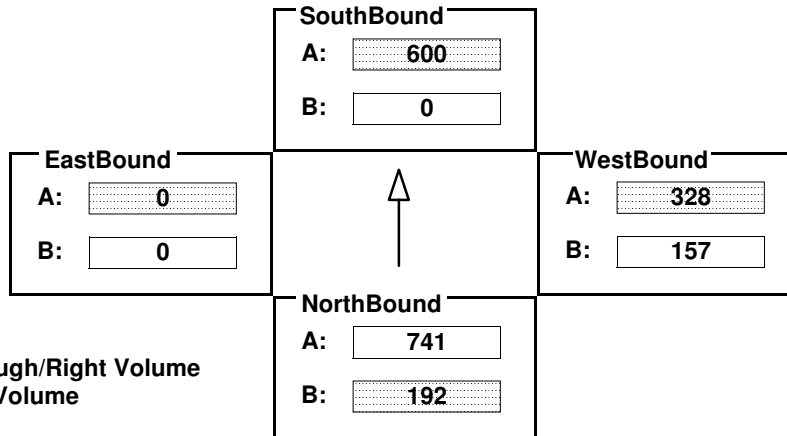 SouthBound
A: 600
B: 0
EastBound
A: 0
B: 0
WestBound
A: 328
B: 157
NorthBound
A: 741
B: 192
ugh/Right Volume
Volume